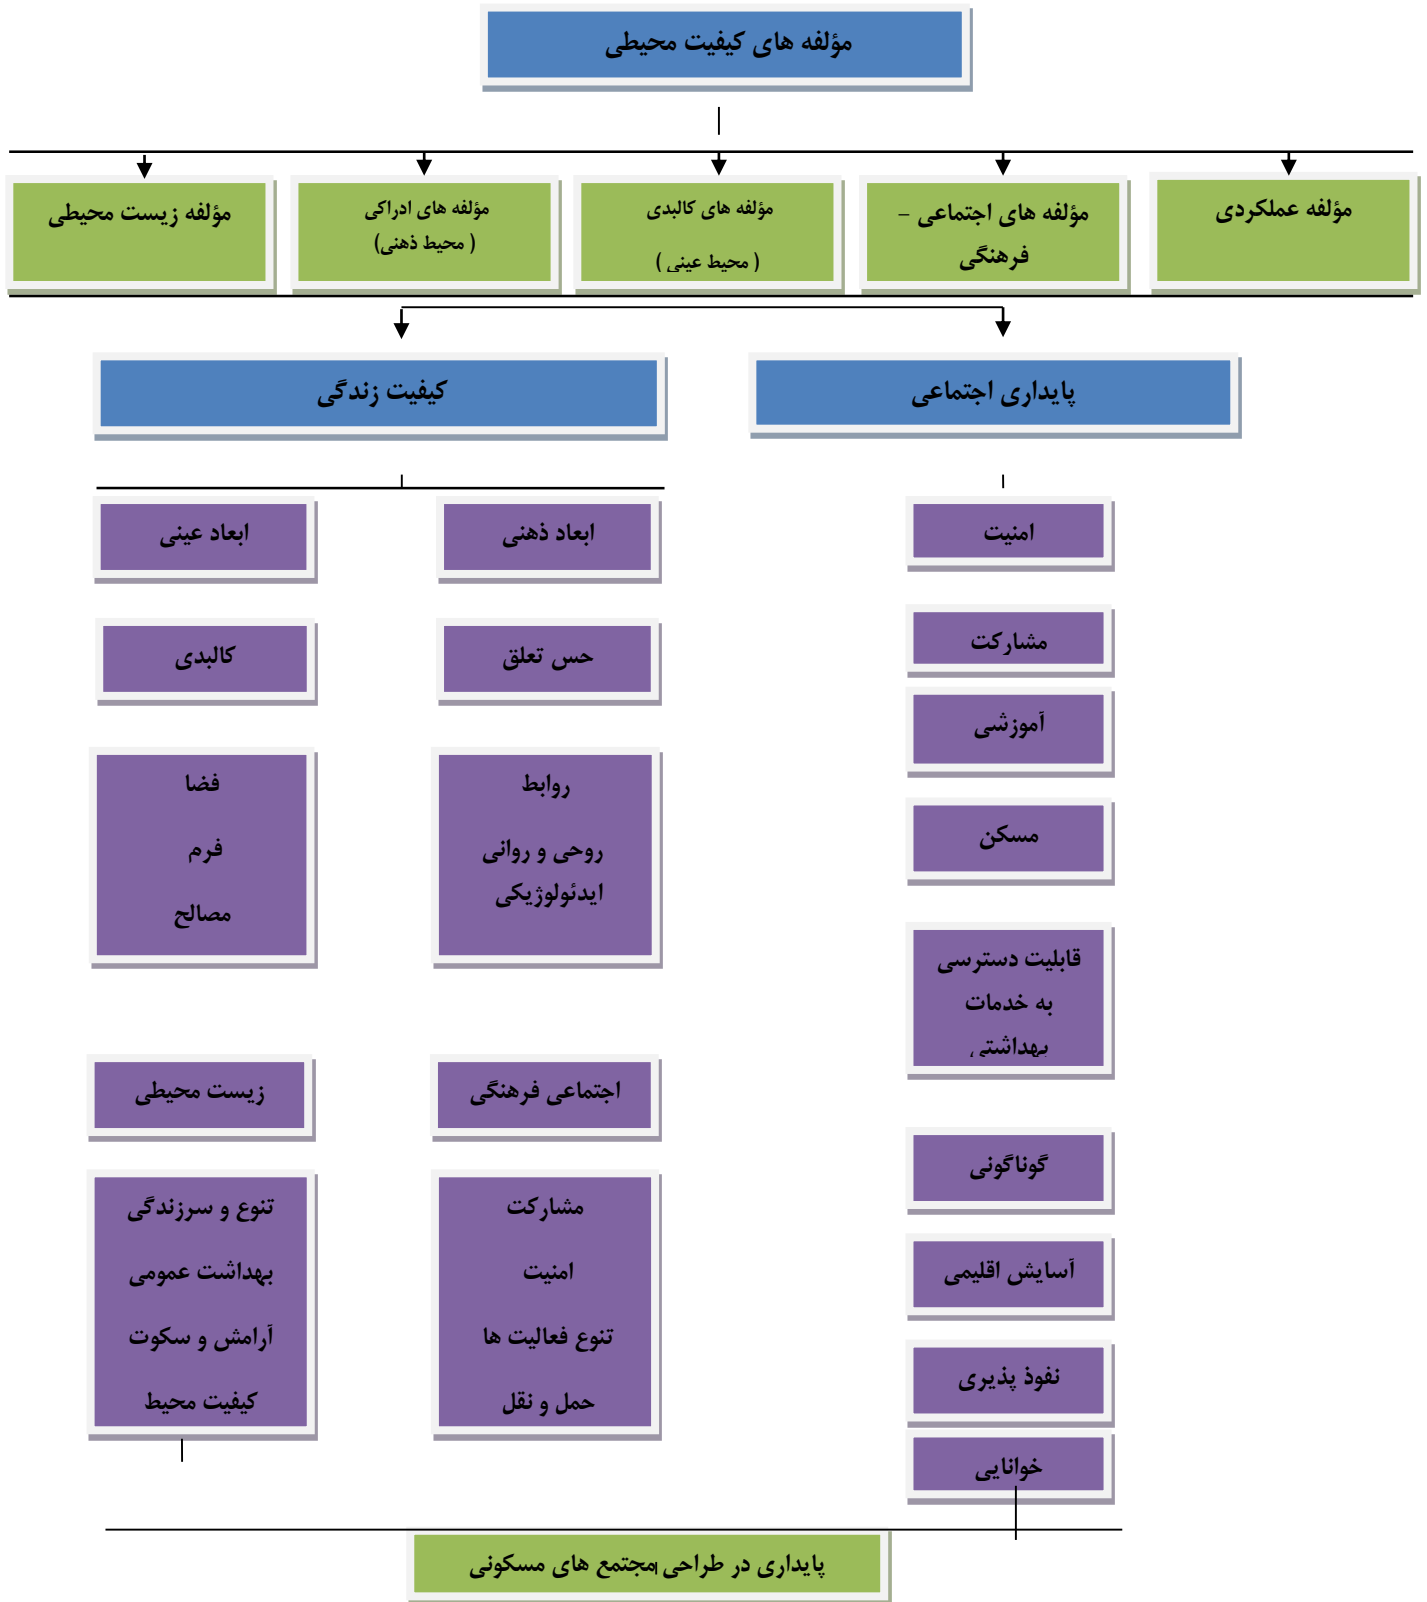 مؤلفه های کیفیت محیطی
مؤلفه عملکردی
مؤلفه های اجتماعی –
فرهنگی
مؤلفه های کالبدی
( محیط عینی )
مؤلفه های ادراکی
( محیط ذهنی)
مؤلفه زیست محیطی
پایداری اجتماعی
کیفیت زندگی
امنیت
مشارکت
آموزشی
مسکن
قابلیت دسترسی
به خدمات
بهداشتی
گوناگونی
آسایش اقلیمی
نفوذ پذیری
خوانایی
ابعاد ذهنی
حس تعلق
روابط
روحی و روانی
ایدئولوژیکی
اجتماعی فرهنگی
مشارکت
امنیت
تنوع فعالیت ها
حمل و نقل
ابعاد عینی
کالبدی
فضا
فرم
مصالح
زیست محیطی
تنوع و سرزندگی
بهداشت عمومی
آرامش و سکوت
کیفیت محیط
پایداری در طراحی مجتمع های مسکونی